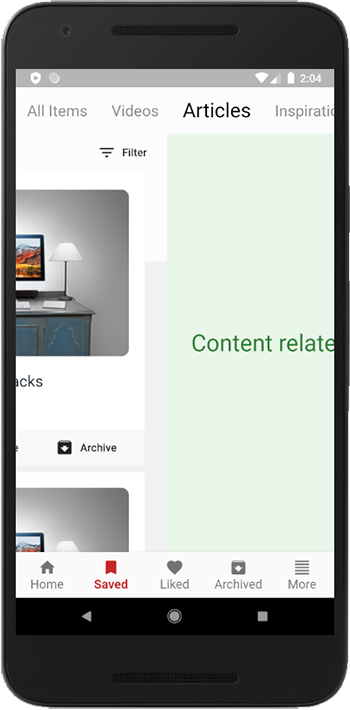 2:04
All Items Videos Articles Inspiratio
Filter
Content relate
acks
e Archive
Home Saved Liked Archived More